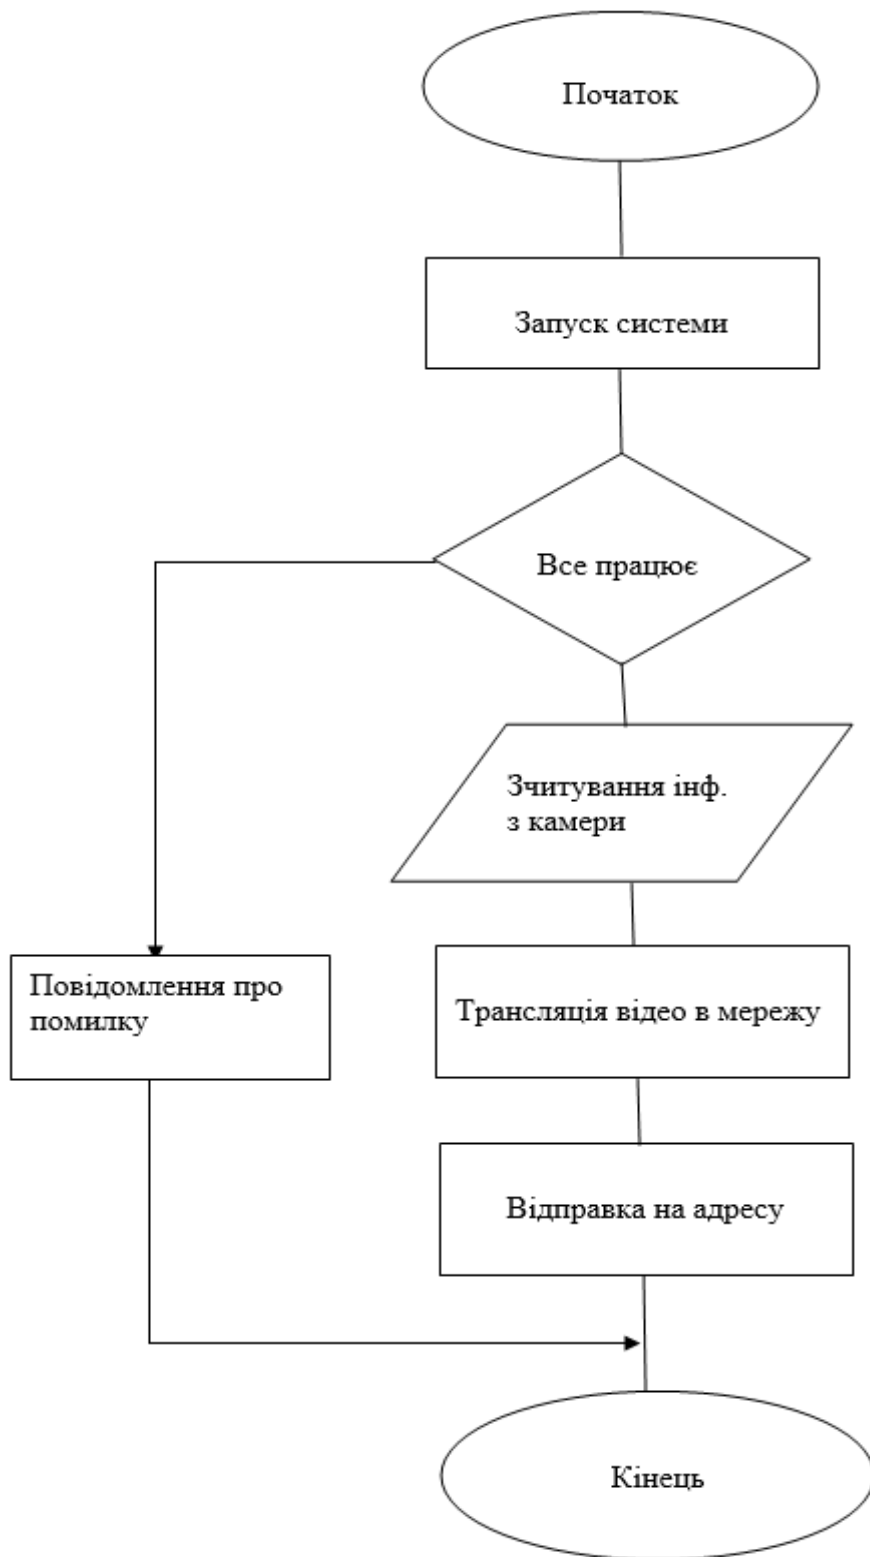 Початок
Запуск системи
Все працює
Зчитування інф.
з камери
Повідомлення про
помилку
Трансляція відео в мережу
Відправка на адресу
Кінець